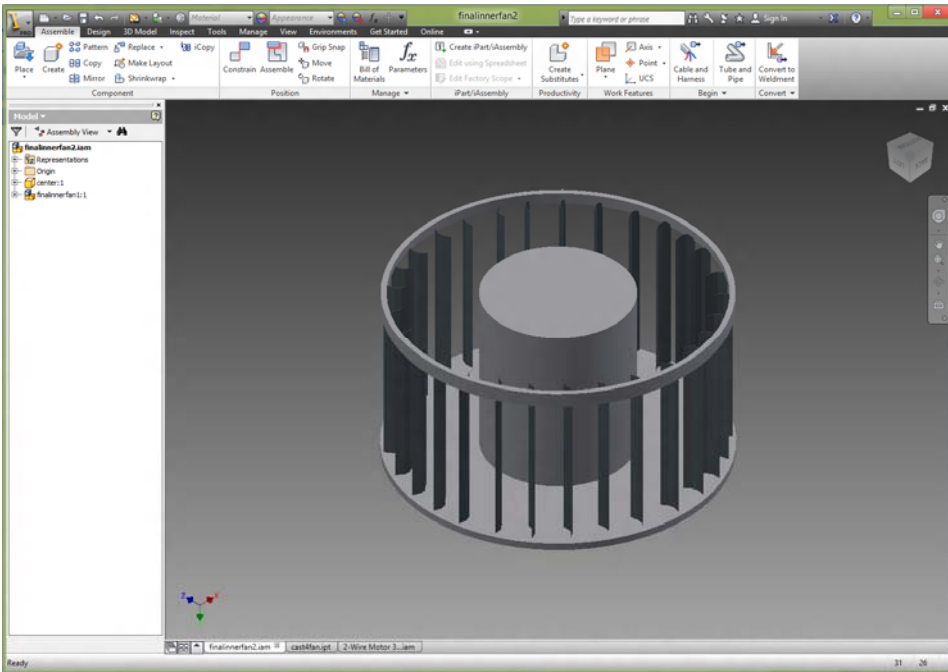 Material
Appearance
finalinnerfan2
Type a keyword or phrase
Sign In
PRO
Assemble Design 3D Model Inspect Tools Manage View Environments Get Started Online
Place
Create
Pattern
Copy
Mirror
Replace
Make Layout
Shrinkwrap
iCopy
Component
Constrain
Assemble
Grip Snap
Move
Rotate
Position
Bill of
Materials
fx
Parameters
Manage
Create iPart/iAssembly
Edit using Spreadsheet
Edit Factory Scope
iPart/iAssembly
Create
Substitutes
Productivity
Plane
Axis
Point
UCS
Work Features
Cable and
Harness
Tube and
Pipe
Begin
Convert to
Weldment
Convert
Model
Assembly View
finalinnerfan2.iam
Representations
Origin
center:1
finalinnerfan1:1
Z
X
finalinnerfan2.iam
cast4fan.ipt
2-Wire Motor 3...iam
Ready
31 26